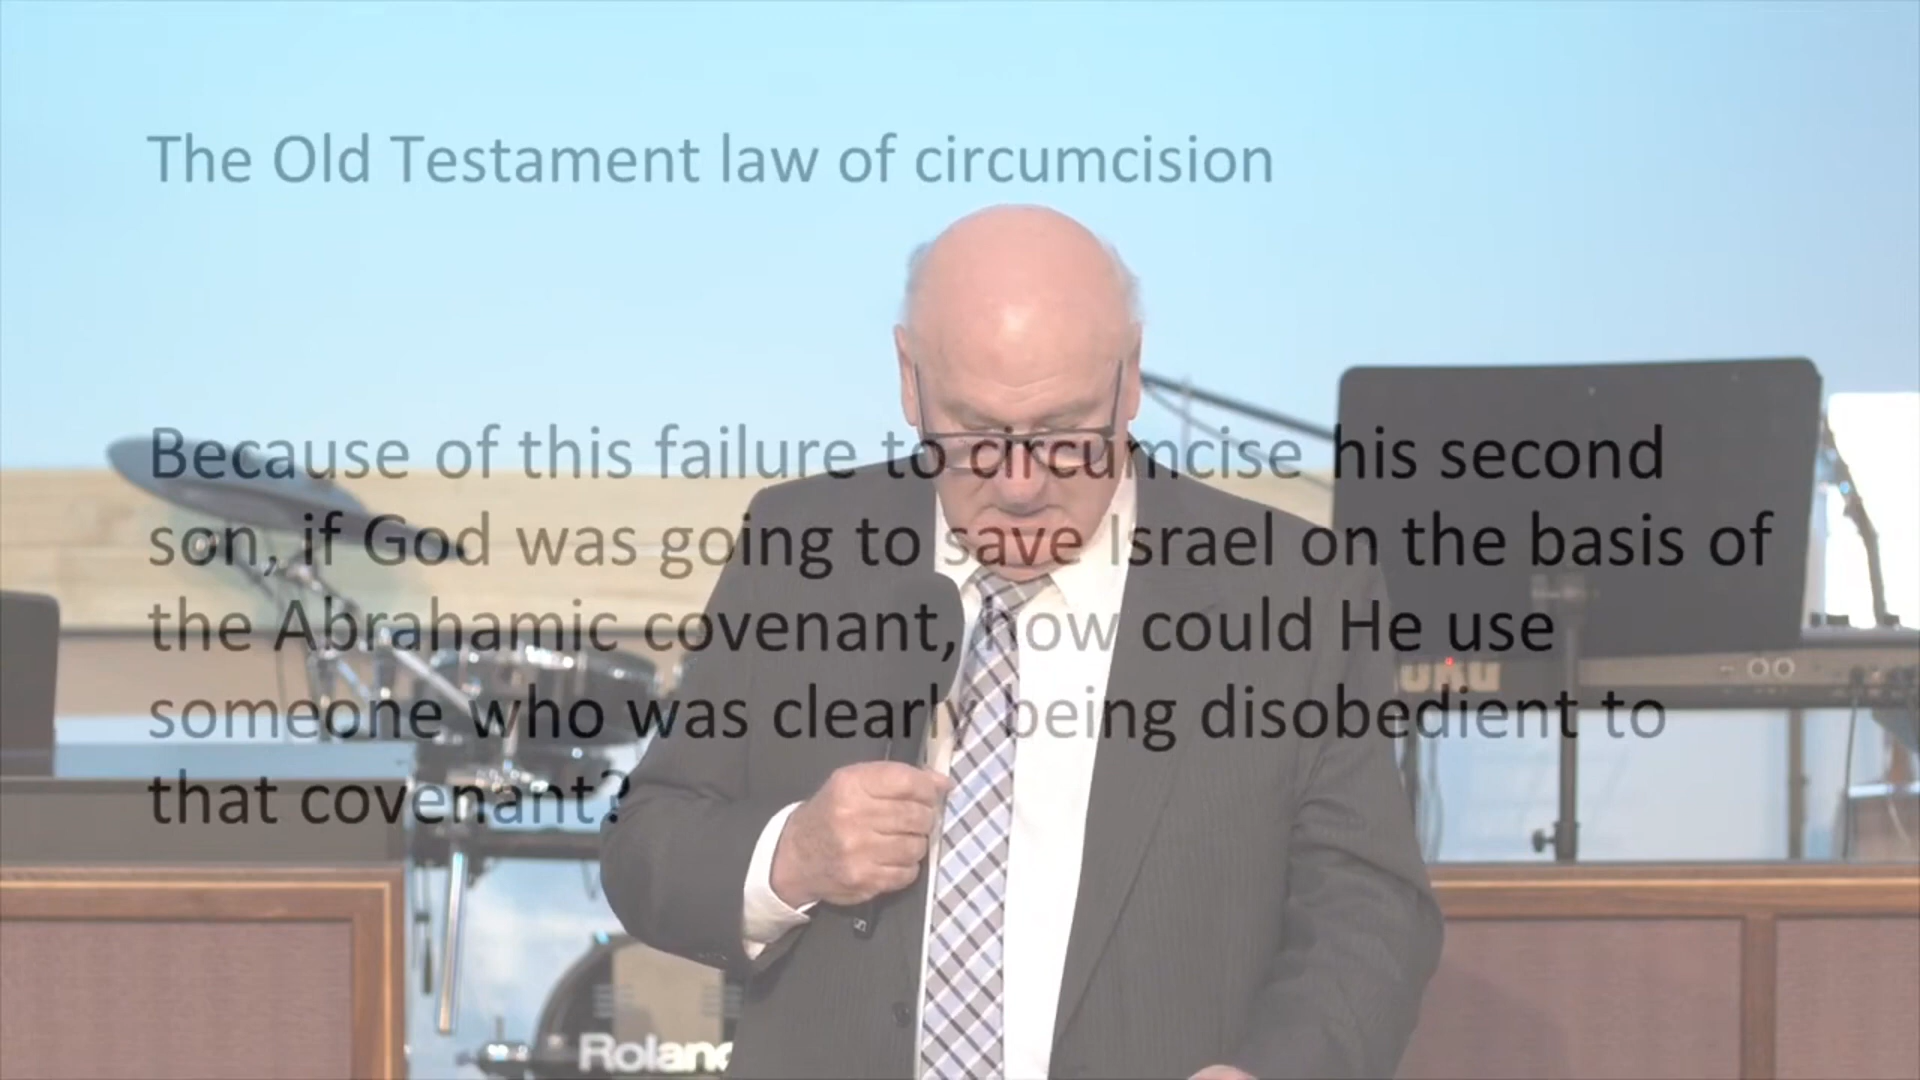 The Old Testament law of circumcision
Because of this failure to circumcise his second
son, if God was going to save Israel on the basis of
the Abrahamic covenant, how could He use
someone who was clearly being disobedient to
that covenant?
Roland